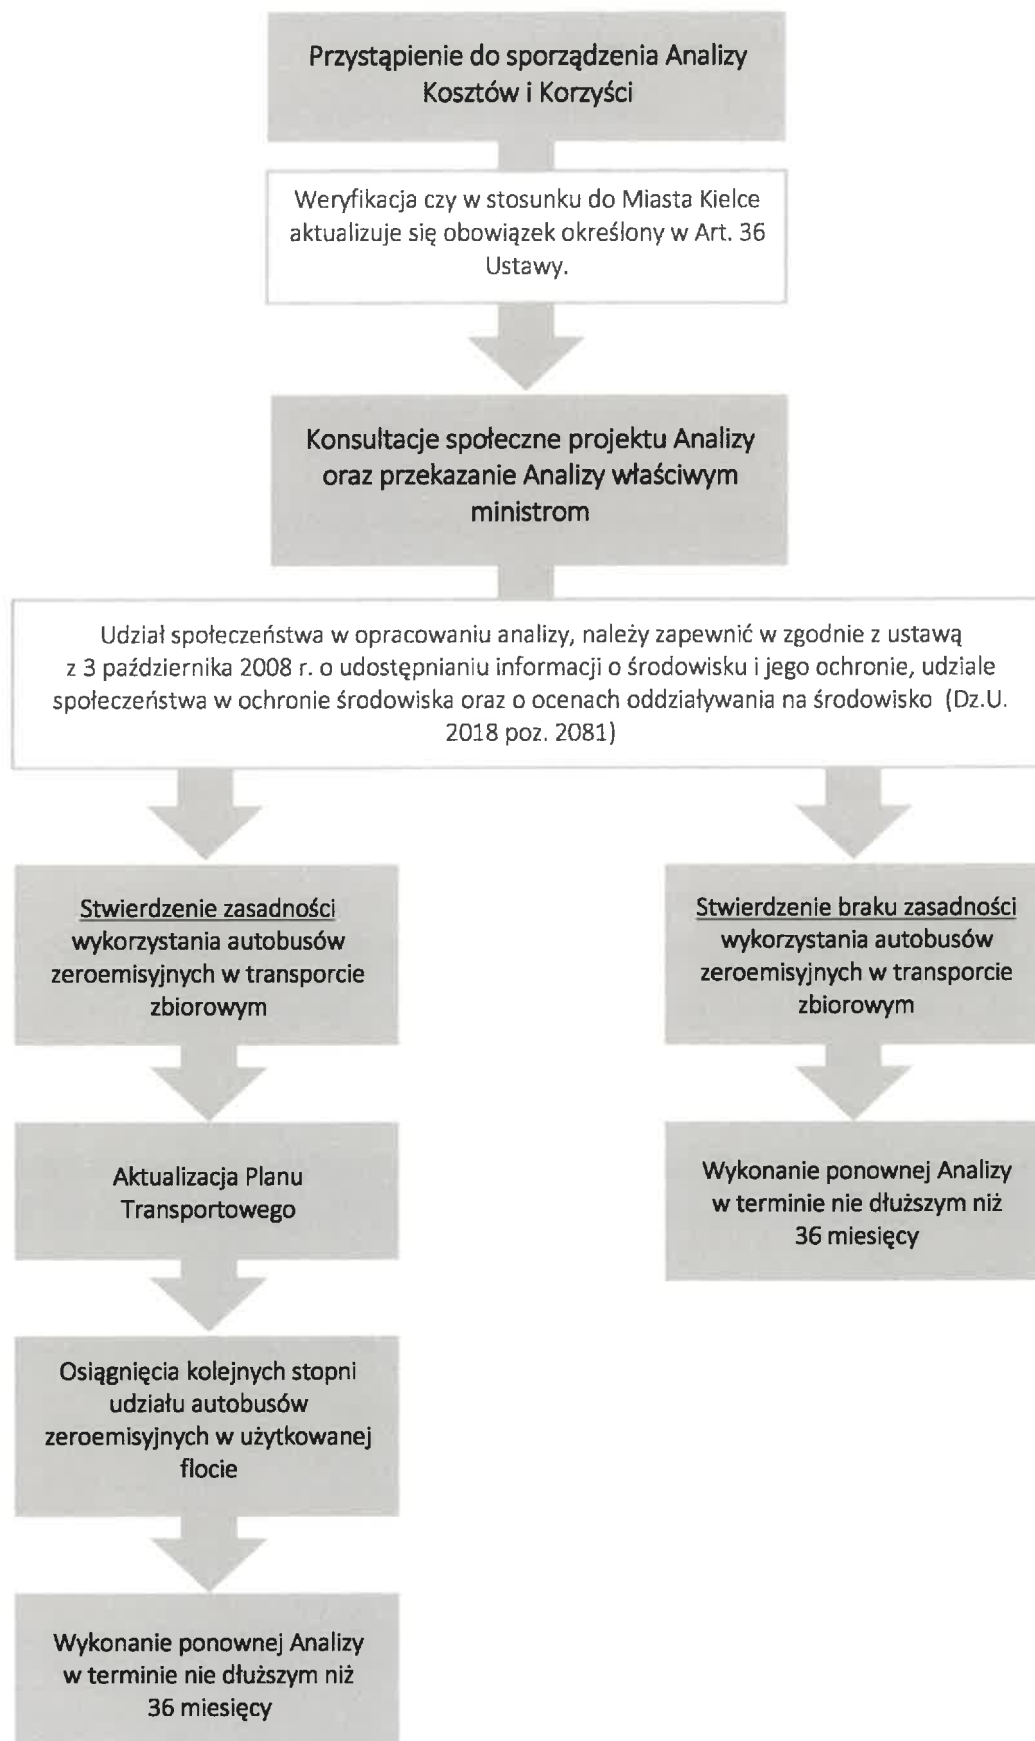 Przystąpienie do sporządzenia Analizy
Kosztów i Korzyści
Weryfikacja czy w stosunku do Miasta Kielce
aktualizuje się obowiązek określony w Art. 36
Ustawy.
Konsultacje społeczne projektu Analizy
oraz przekazanie Analizy właściwym
ministrom
Udział społeczeństwa w opracowaniu analizy, należy zapewnić w zgodnie z ustawą
z 3 października 2008 r. o udostępnianiu informacji o środowisku i jego ochronie, udziale
społeczeństwa w ochronie środowiska oraz o ocenach oddziaływania na środowisko (Dz.U.
2018 poz. 2081)
Stwierdzenie zasadności
wykorzystania autobusów
zeroemisyjnych w transporcie
zbiorowym
Aktualizacja Planu
Transportowego
Osiągnięcia kolejnych stopni
udziału autobusów
zeroemisyjnych w użytkowanej
flocie
Wykonanie ponownej Analizy
w terminie nie dłuższym niż
36 miesięcy
Stwierdzenie braku zasadności
wykorzystania autobusów
zeroemisyjnych w transporcie
zbiorowym
Wykonanie ponownej Analizy
w terminie nie dłuższym niż
36 miesięcy